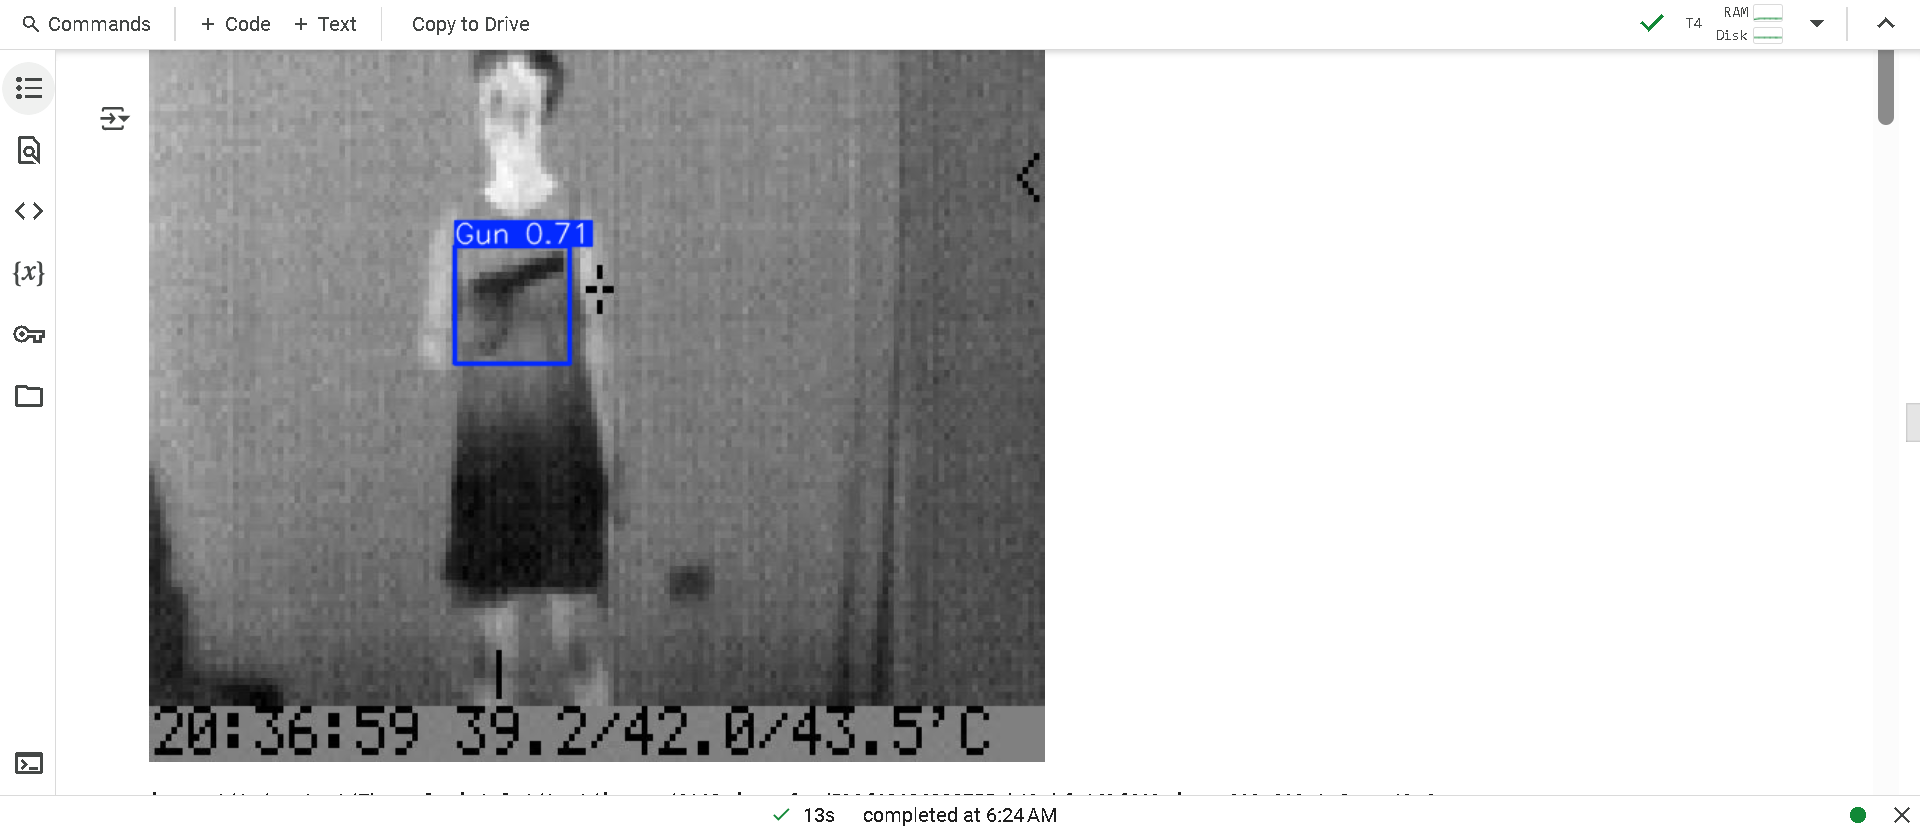 Commands + Code + Text Copy to Drive T4 RAM
Disk
Gun 0.71
20:36:59 39.2/42.0/43.5'C
{x}
13s completed at 6:24 AM